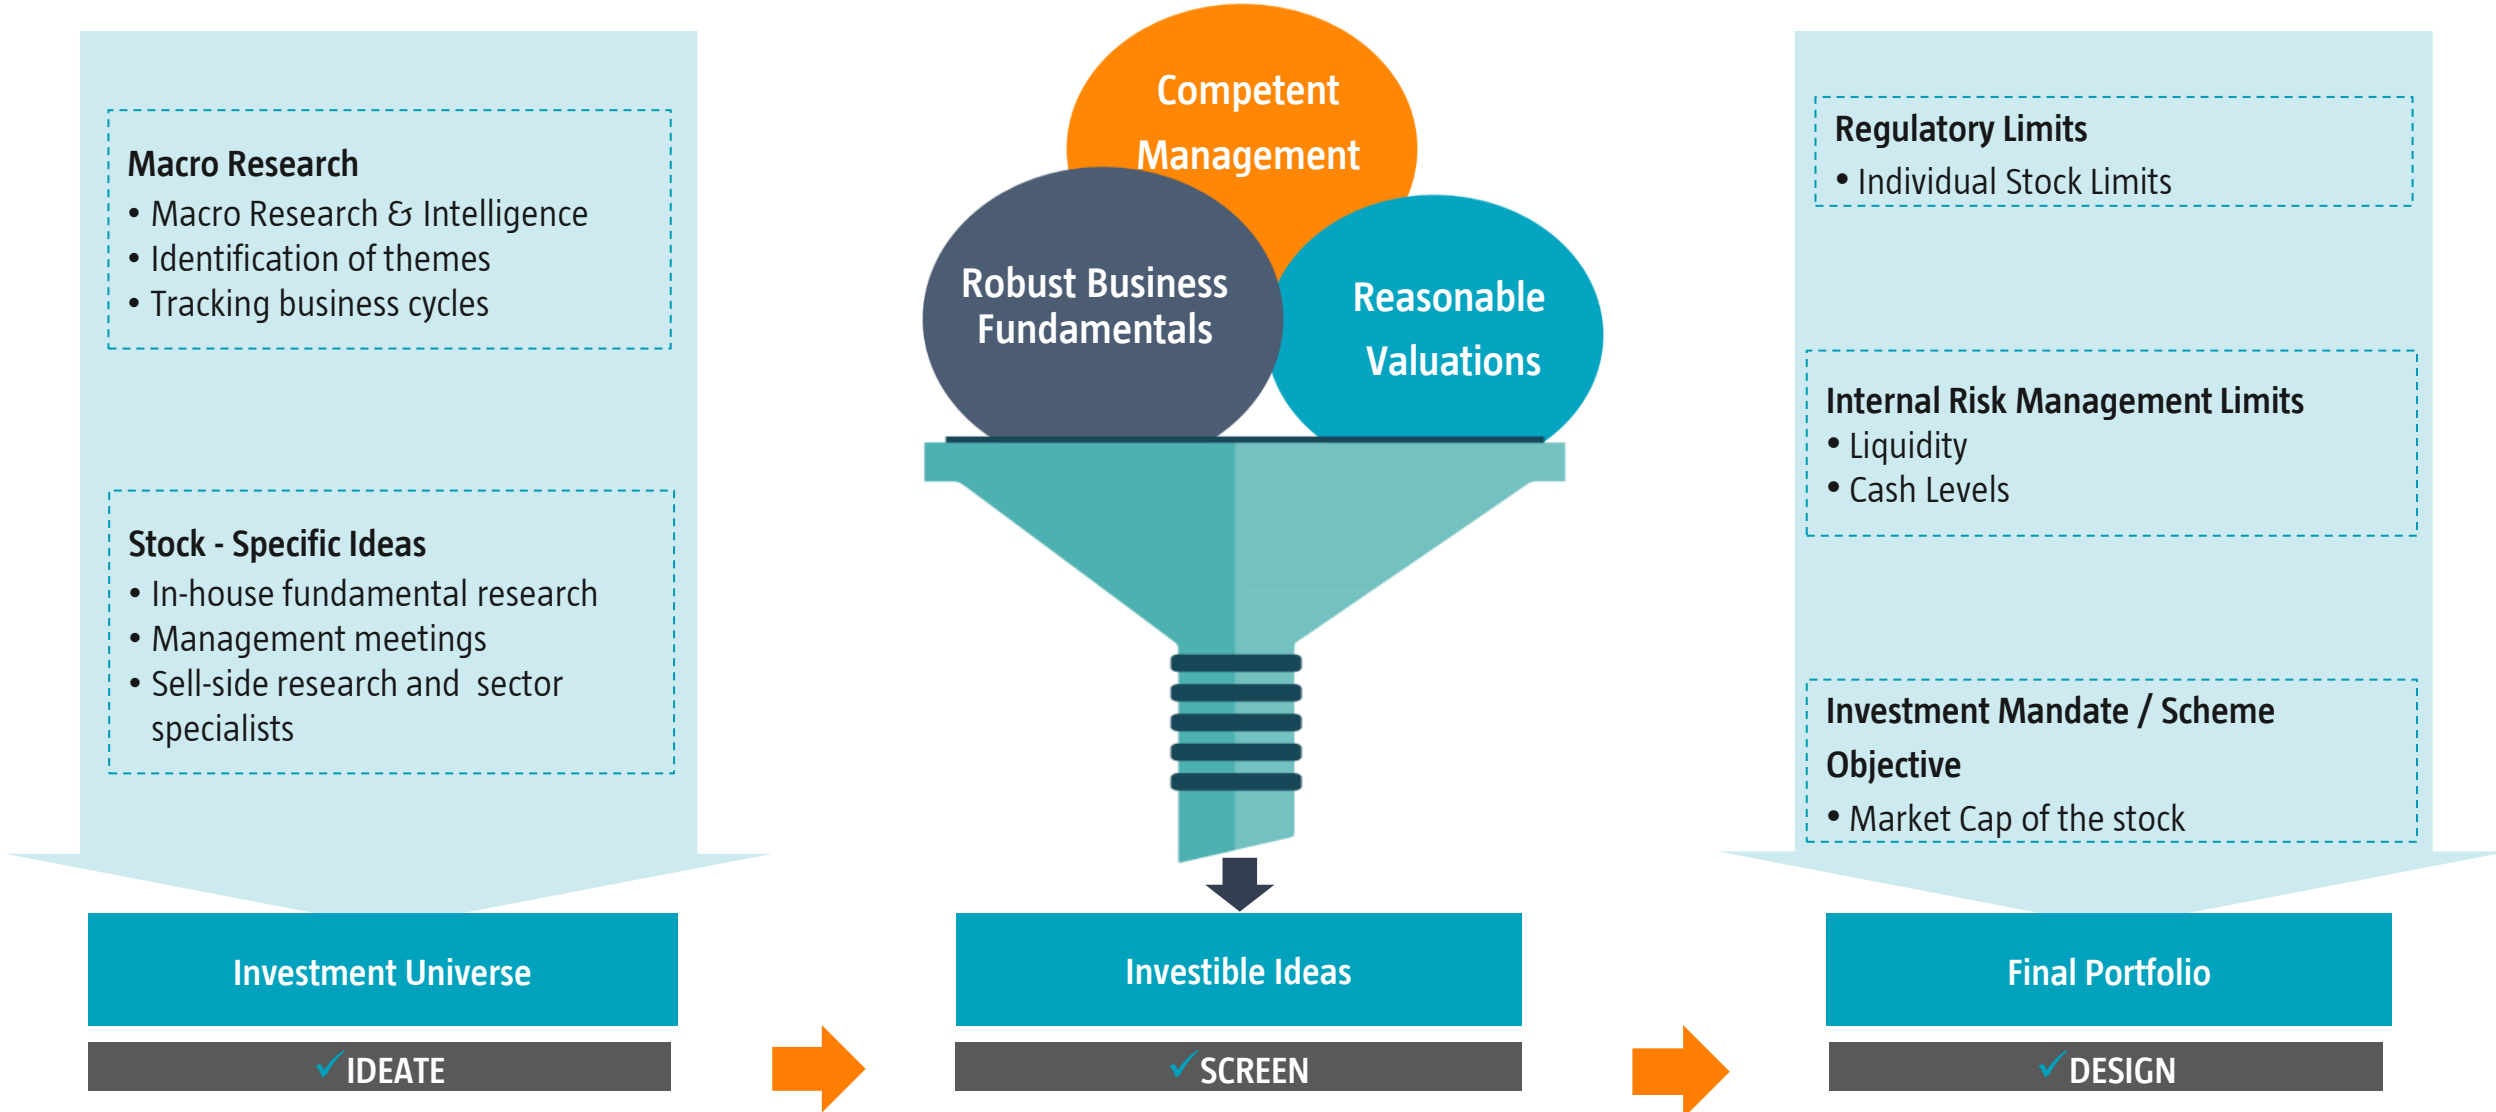 Macro Research
• Macro Research & Intelligence
• Identification of themes
• Tracking business cycles
Stock - Specific Ideas
• In-house fundamental research
• Management meetings
• Sell-side research and  sector
specialists
Investment Universe
✓IDEATE
Competent
Management
Robust Business
Fundamentals
Reasonable
Valuations
Investible Ideas
✓SCREEN
Regulatory Limits
• Individual Stock Limits
Internal Risk Management Limits
• Liquidity
• Cash Levels
Investment Mandate / Scheme
Objective
• Market Cap of the stock
Final Portfolio
✓DESIGN